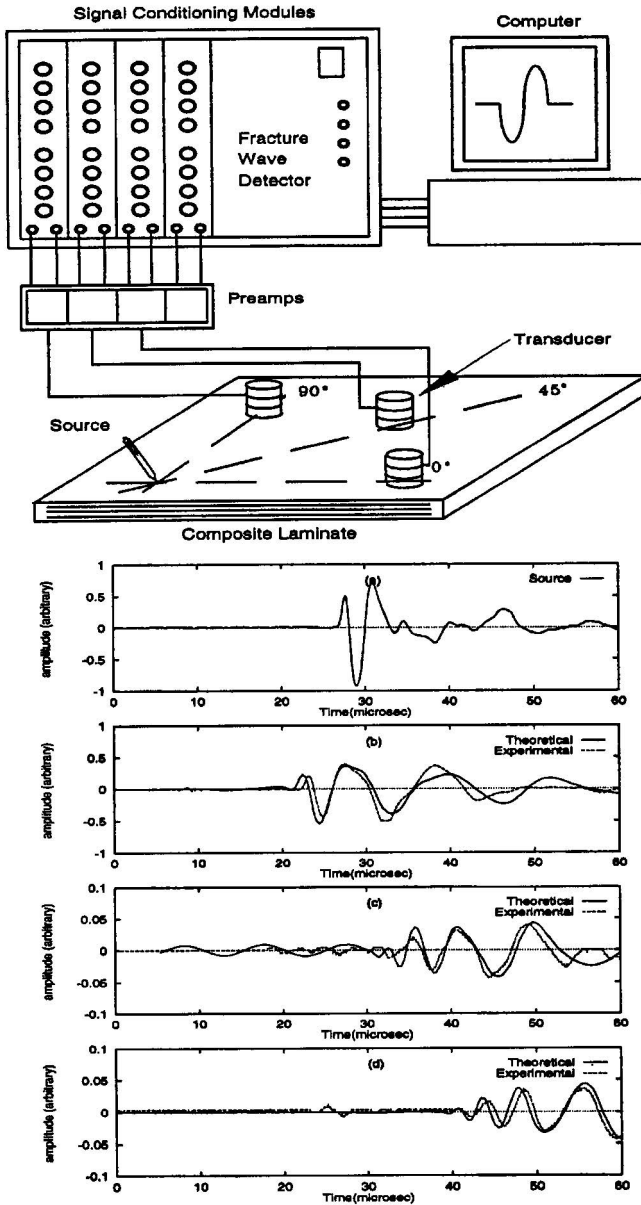 Signal Conditioning Modules
Computer
Fracture
Wave
Detector
Preamps
Transducer
90°
45°
Source
0°
Composite Laminate
1
0.5
0
-0.5
-1
amplitude (arbitrary)
(a)
Source
0 10 20 30 40 50 60
Time(microsec)
1
0.5
0
-0.5
-1
amplitude (arbitrary)
(b)
Theoretical
Experimental
0 10 20 30 40 50 60
Time(microsec)
0.1
0.05
0
-0.05
-0.1
amplitude (arbitrary)
(c)
Theoretical
Experimental
0 10 20 30 40 50 60
Time(microsec)
0.1
0.05
0
-0.05
-0.1
amplitude (arbitrary)
(d)
Theoretical
Experimental
0 10 20 30 40 50 60
Time(microsec)